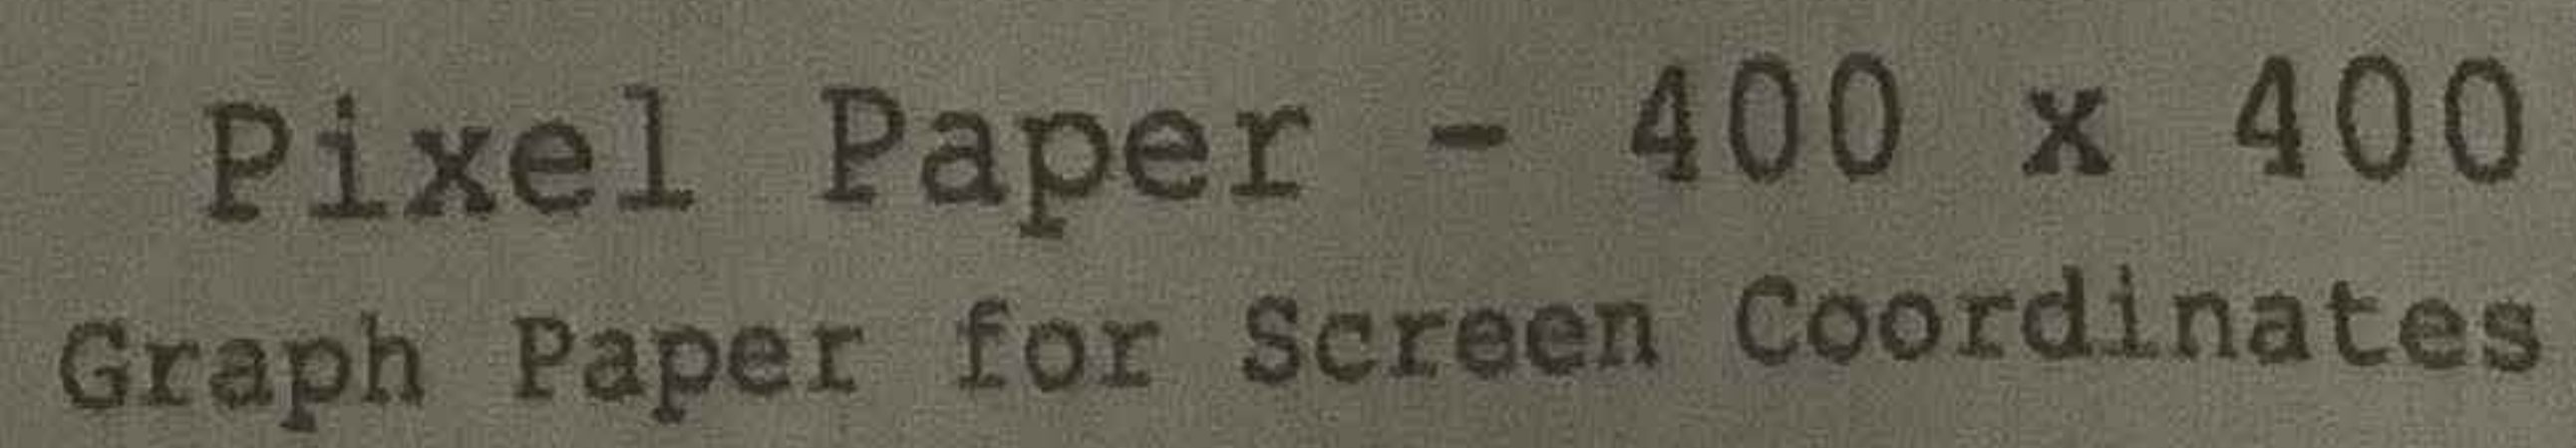 Pixel Paper - 400 x 400
Graph Paper for Screen Coordinates